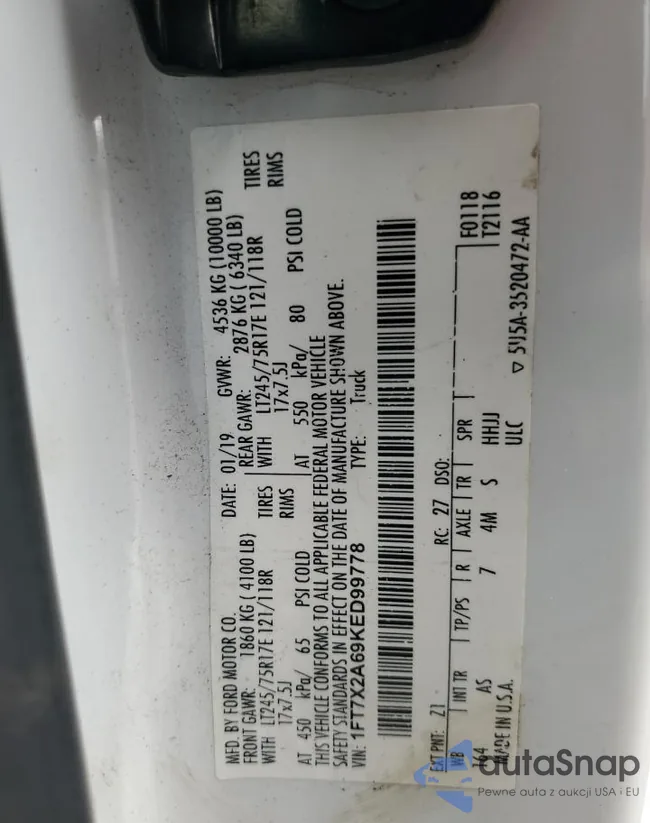 MFD. BY FORD MOTOR CO.
DATE: 01/19 GVWR: 4536 KG (10000 LB)
FRONT GAWR: 1860 KG ( 4100 LB) REAR GAWR: 2876 KG ( 6340 LB)
WITH LT245/75R17E 121/118R TIRES WITH LT245/75R17E 121/118R TIRES
17x7.5J RIMS 17x7.5J RIMS
AT 450 kPa/ 65 PSI COLD AT 550 kPa/ 80 PSI COLD
THIS VEHICLE CONFORMS TO ALL APPLICABLE FEDERAL MOTOR VEHICLE
SAFETY STANDARDS IN EFFECT ON THE DATE OF MANUFACTURE SHOWN ABOVE.
VIN: 1FT7X2A69KED99778 TYPE: Truck
F0118
T2116
EXT PNT: Z1 RC: 27 DSO:
WB INT TR TP/PS R AXLE TR SPR
164 AS 7 4M S HHJJ
MADE IN U.S.A. ULC
▽ 5U5A-3520472-AA
autaSnap
Pewne auta z aukcji USA i EU